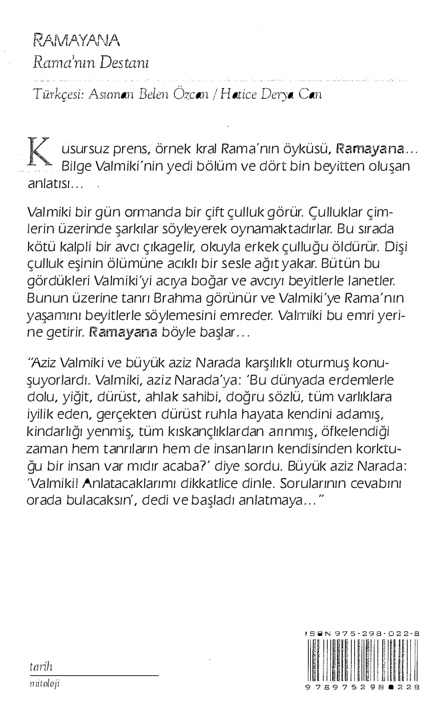 RAMAYANA
Rama'nın Destanı
Türkçesi: Asuman Belen Özcan / Hatice Derya Can
Kusursuz prens, örnek kral Rama'nın öyküsü, Ramayana...
Bilge Valmiki'nin yedi bölüm ve dört bin beyitten oluşan
anlatısı...
Valmiki bir gün ormanda bir çift çulluk görür. Çulluklar çim-
lerin üzerinde şarkılar söyleyerek oynamaktadırlar. Bu sırada
kötü kalpli bir avcı çıkagelir, okuyla erkek çulluğu öldürür. Dişi
çulluk eşinin ölümüne acıklı bir sesle ağıt yakar. Bütün bu
gördükleri Valmiki'yi acıya boğar ve avcıyı beyitlerle lanetler.
Bunun üzerine tanrı Brahma görünür ve Valmiki'ye Rama'nın
yaşamını beyitlerle söylemesini emreder. Valmiki bu emri yeri-
ne getirir. Ramayana böyle başlar...
"Aziz Valmiki ve büyük aziz Narada karşılıklı oturmuş konu-
şuyorlardı. Valmiki, aziz Narada'ya: 'Bu dünyada erdemlerle
dolu, yiğit, dürüst, ahlak sahibi, doğru sözlü, tüm varlıklara
iyilik eden, gerçekten dürüst ruhla hayata kendini adamış,
kindarlığı yenmiş, tüm kıskançlıklardan arınmış, öfkelendiği
zaman hem tanrıların hem de insanların kendisinden korktu-
ğu bir insan var mıdır acaba?' diye sordu. Büyük aziz Narada:
'Valmiki! Anlatacaklarımı dikkatlice dinle. Sorularının cevabını
orada bulacaksın', dedi ve başladı anlatmaya..."
ISBN 975-298-022-8
tarih
mitoloji
9 789752 980228